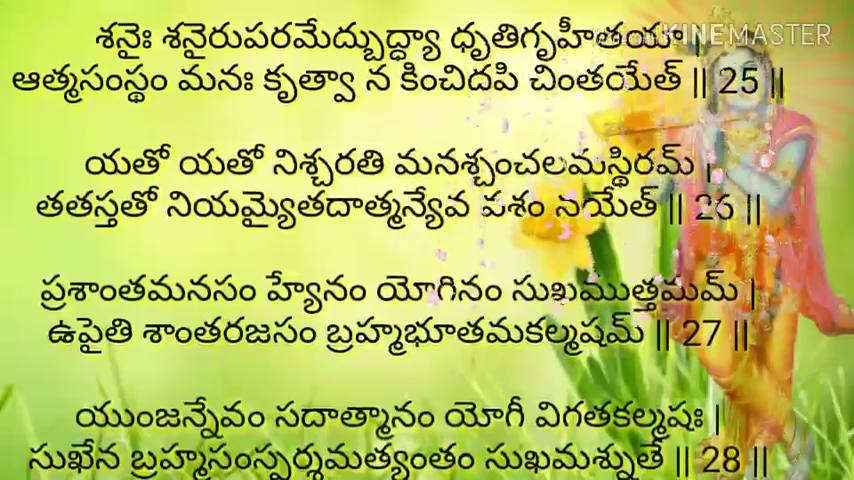 శనైః శనైరుపరమేద్బుద్ధ్యా ధృతిగృహీతయా |
ఆత్మసంస్థం మనః కృత్వా న కించిదపి చింతయేత్ || 25 ||
యతో యతో నిశ్చరతి మనశ్చంచలమస్థిరమ్ |
తతస్తతో నియమ్యైతదాత్మన్యేవ వశం నయేత్ || 26 ||
ప్రశాంతమనసం హ్యేనం యోగినం సుఖముత్తమమ్ |
ఉపైతి శాంతరజసం బ్రహ్మభూతమకల్మషమ్ || 27 ||
యుంజన్నేవం సదాత్మానం యోగీ విగతకల్మషః |
సుఖేన బ్రహ్మసంస్పర్శమత్యంతం సుఖమశ్నుతే || 28 ||
KINEMASTER